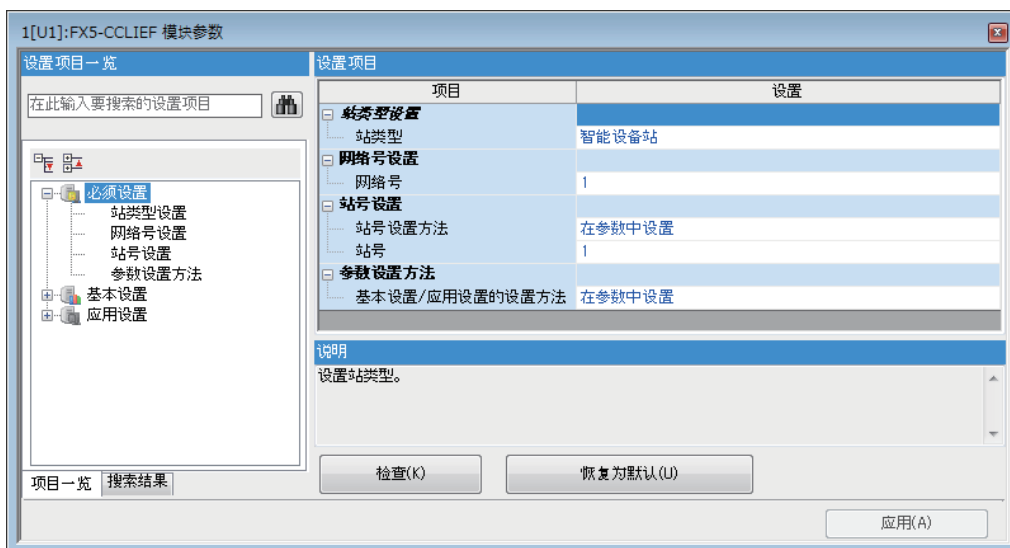 1[U1]:FX5-CCLIEF 模块参数
设置项目一览
在此输入要搜索的设置项目
必须设置
站类型设置
网络号设置
站号设置
参数设置方法
基本设置
应用设置
项目一览 搜索结果
设置项目
项目 设置
站类型设置
站类型 智能设备站
网络号设置
网络号 1
站号设置
站号设置方法 在参数中设置
站号 1
参数设置方法
基本设置/应用设置的设置方法 在参数中设置
说明
设置站类型。
检查(K) 恢复为默认(U)
应用(A)